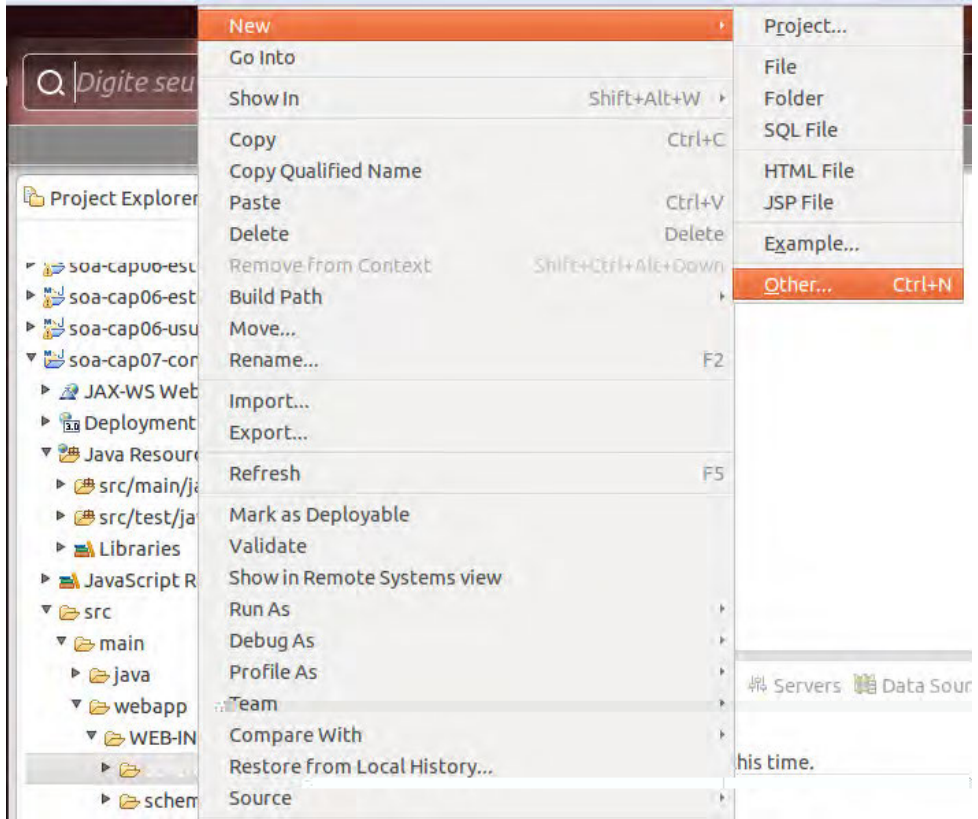 New
Go Into
Show In Shift+Alt+W
Copy Ctrl+C
Copy Qualified Name
Paste Ctrl+V
Delete Delete
Remove from Context Shift+Ctrl+Alt+Down
Build Path
Move...
Rename... F2
Import...
Export...
Refresh F5
Mark as Deployable
Validate
Show in Remote Systems view
Run As
Debug As
Profile As
Team
Compare With
Restore from Local History...
Source
Project...
File
Folder
SQL File
HTML File
JSP File
Example...
Other... Ctrl+N
Digite seu
Project Explorer
soa-cap06-est
soa-cap06-est
soa-cap06-usu
soa-cap07-con
JAX-WS Web
3.0 Deployment
Java Resourc
src/main/ja
src/test/ja
Libraries
JavaScript R
src
main
java
webapp
WEB-IN
schem
Servers Data Sour
his time.